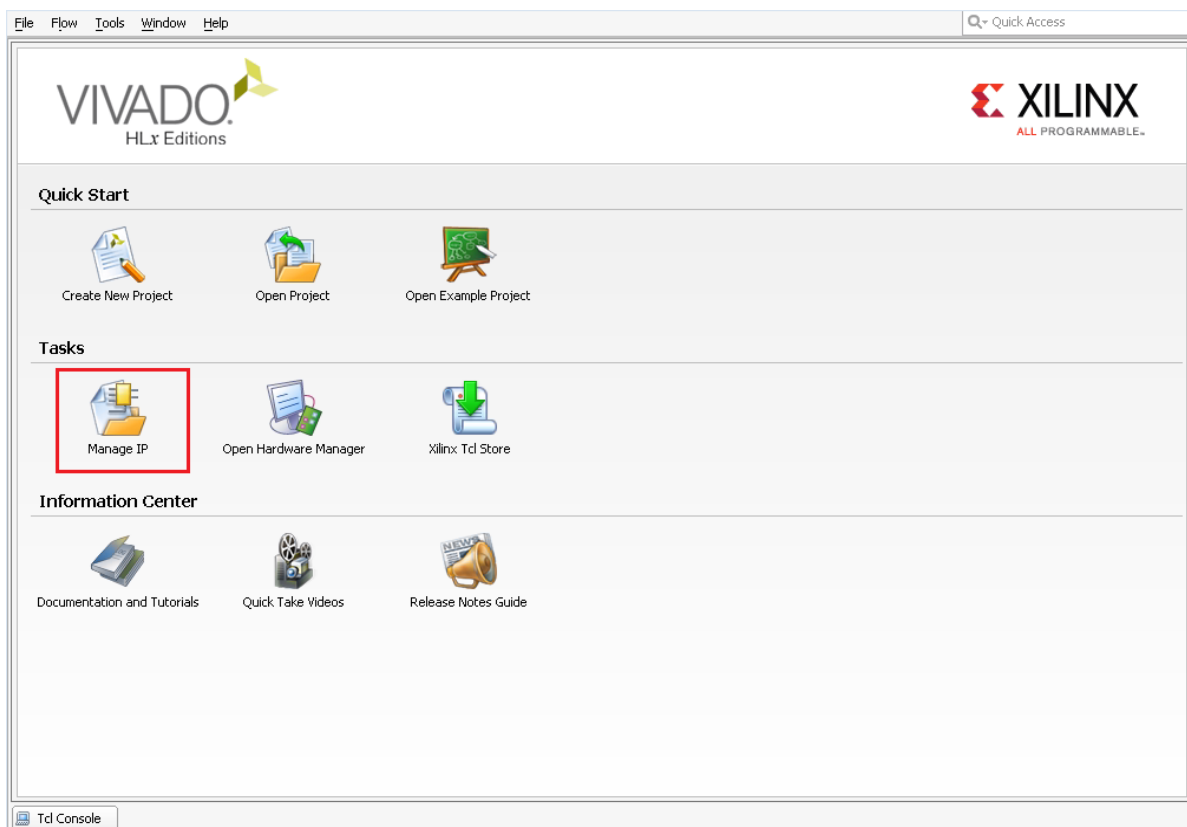 File Flow Tools Window Help Quick Access
VIVADO.
HLx Editions
XILINX
ALL PROGRAMMABLE™
Quick Start
Create New Project Open Project Open Example Project
Tasks
Manage IP Open Hardware Manager Xilinx Tcl Store
Information Center
NEWS
Documentation and Tutorials Quick Take Videos Release Notes Guide
Tcl Console